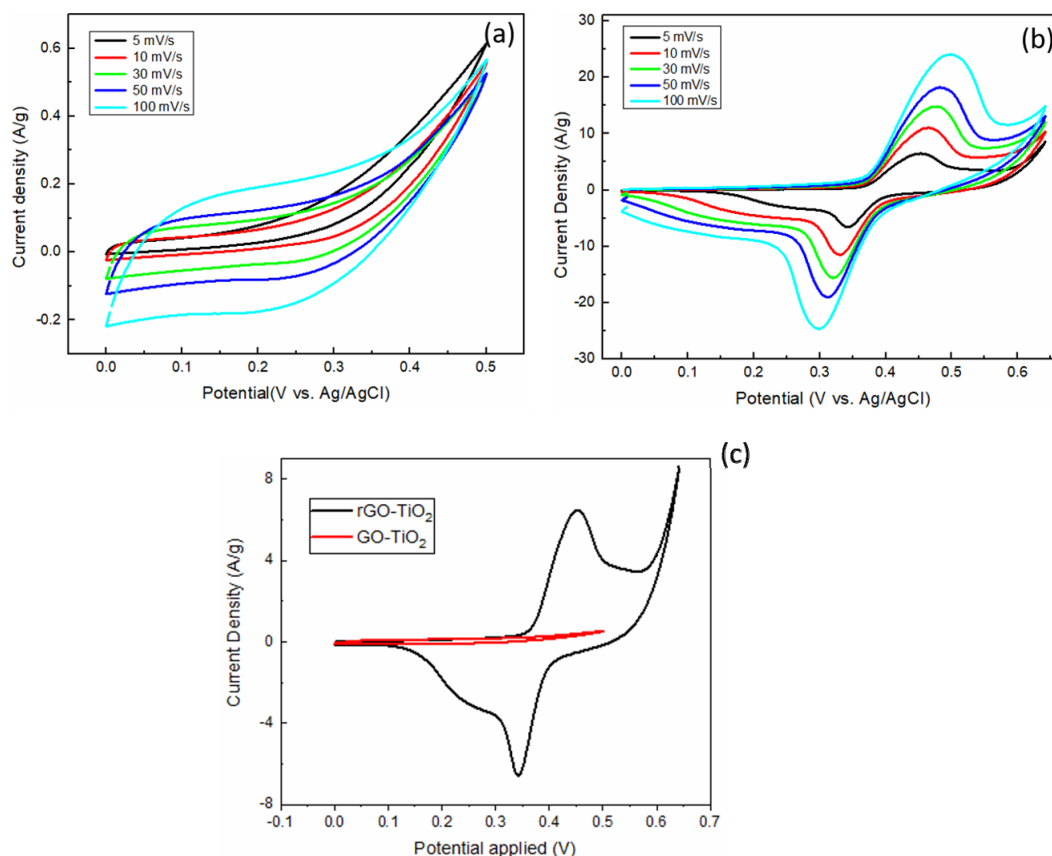 (a)
5 mV/s
10 mV/s
30 mV/s
50 mV/s
100 mV/s
Current density (A/g)
0.6
0.4
0.2
0.0
-0.2
0.0 0.1 0.2 0.3 0.4 0.5
Potential(V vs. Ag/AgCl)
(b)
5 mV/s
10 mV/s
30 mV/s
50 mV/s
100 mV/s
Current Density (A/g)
30
20
10
0
-10
-20
-30
0.0 0.1 0.2 0.3 0.4 0.5 0.6
Potential (V vs. Ag/AgCl)
(c)
rGO-TiO₂
GO-TiO₂
Current Density (A/g)
8
4
0
-4
-8
-0.1 0.0 0.1 0.2 0.3 0.4 0.5 0.6 0.7
Potential applied (V)